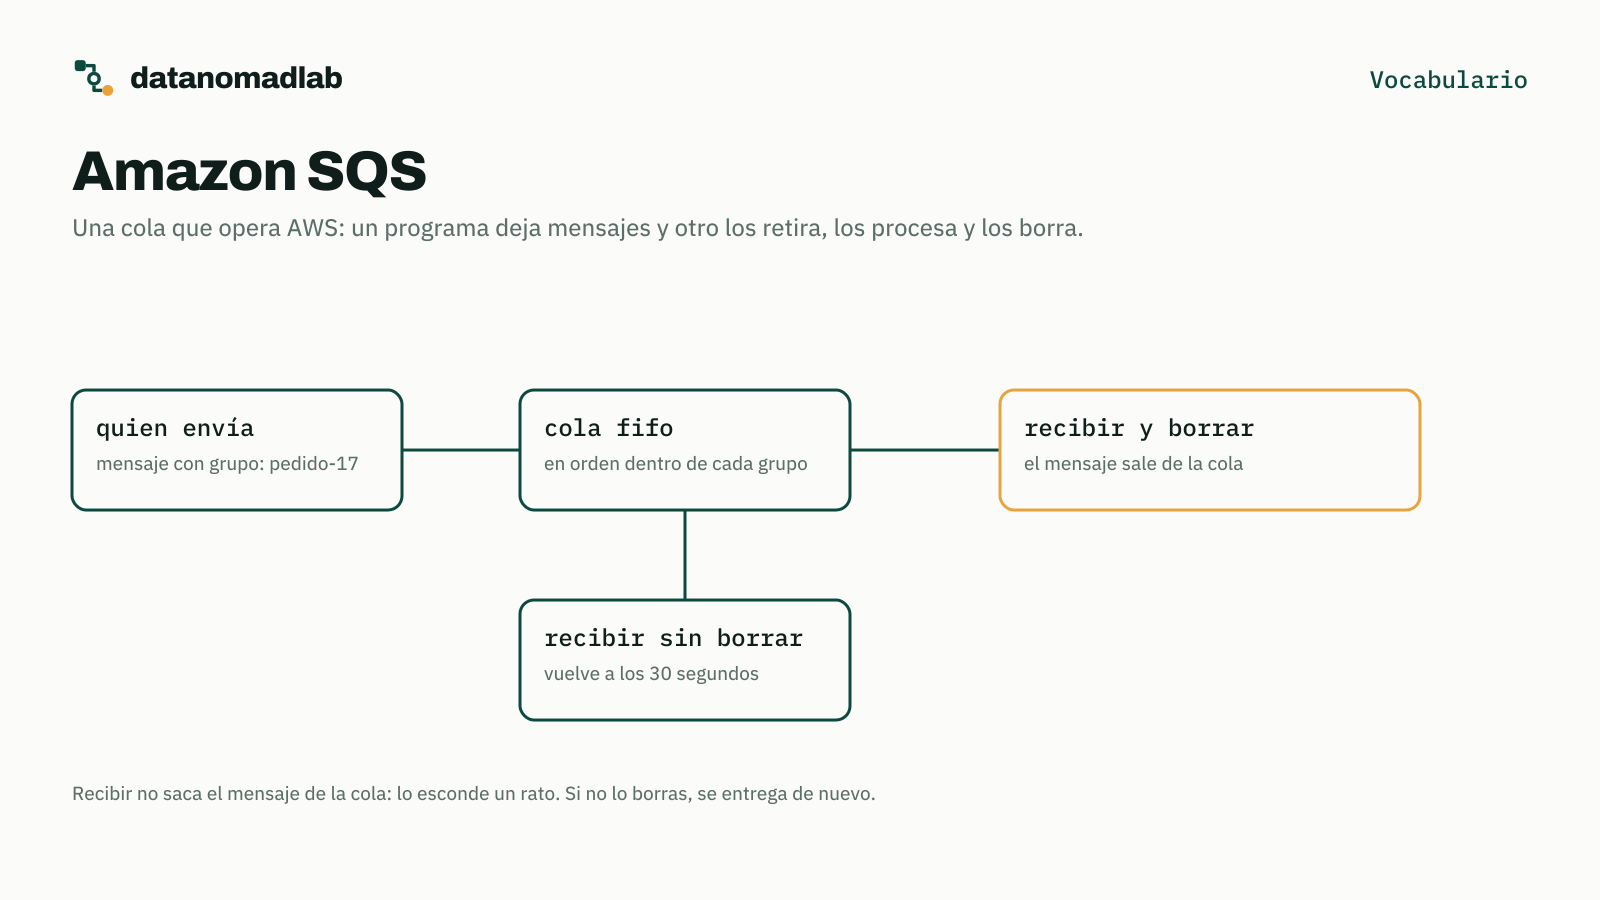 datanomadlab
Vocabulario
Amazon SQS
Una cola que opera AWS: un programa deja mensajes y otro los retira, los procesa y los borra.
quien envía
mensaje con grupo: pedido-17
cola fifo
en orden dentro de cada grupo
recibir y borrar
el mensaje sale de la cola
recibir sin borrar
vuelve a los 30 segundos
Recibir no saca el mensaje de la cola: lo esconde un rato. Si no lo borras, se entrega de nuevo.